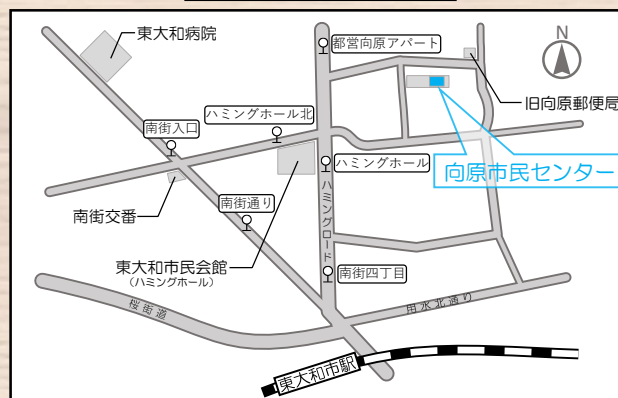 東大和病院
都営向原アパート
N
旧向原郵便局
ハミングホール北
南街入口
ハミングホール
向原市民センター
南街交番
南街通り
ハミングロード
東大和市民会館
(ハミングホール)
南街四丁目
桜街道
用水北通り
東大和市駅